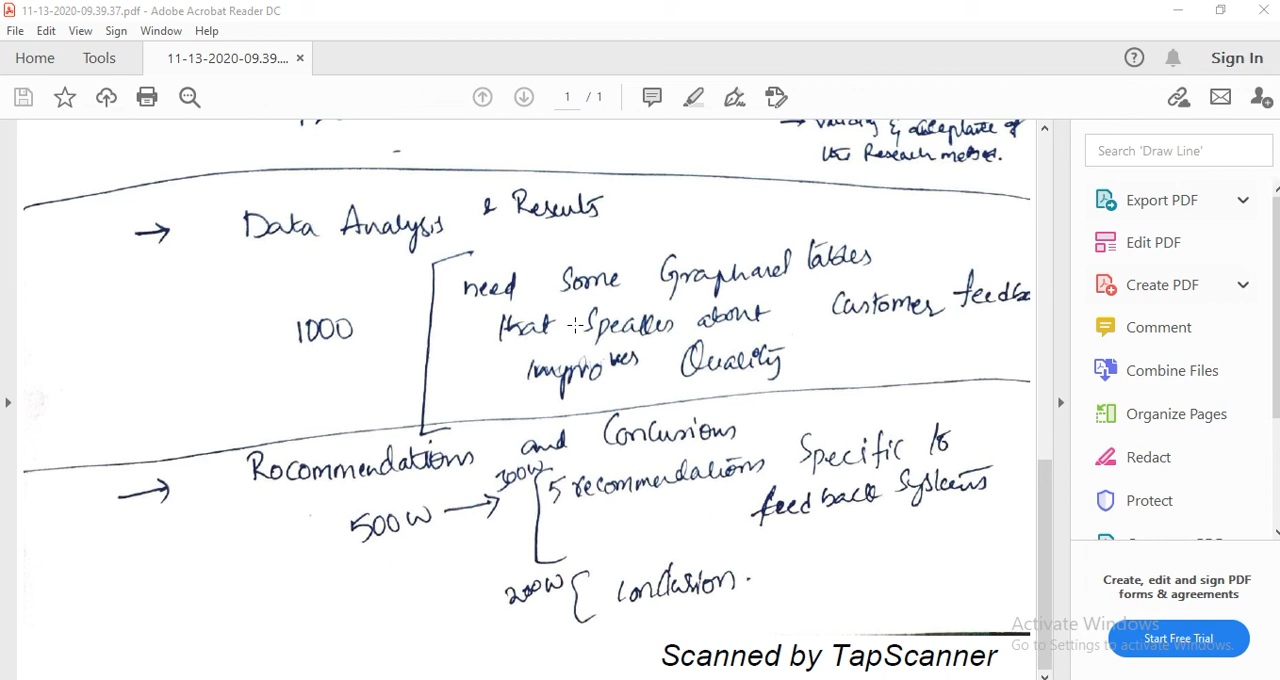 11-13-2020-09.39.37.pdf - Adobe Acrobat Reader DC
File Edit View Sign Window Help
Home Tools 11-13-2020-09.39.... × Sign In
1 / 1
→ Validity & acceptance of
the Research
→ Data Analysis & Results
1000
need some Graph and tables
that Speaks about Customer feedba
improves Quality
→ Rocommendations and Conclusions
500W → 300W 5 recommendations Specific to
feedback Systems
200W { Conclusion.
Scanned by TapScanner
Search 'Draw Line'
Export PDF
Edit PDF
Create PDF
Comment
Combine Files
Organize Pages
Redact
Protect
Create, edit and sign PDF
forms & agreements
Start Free Trial
Activate Windows
Go to Settings to activate Windows.